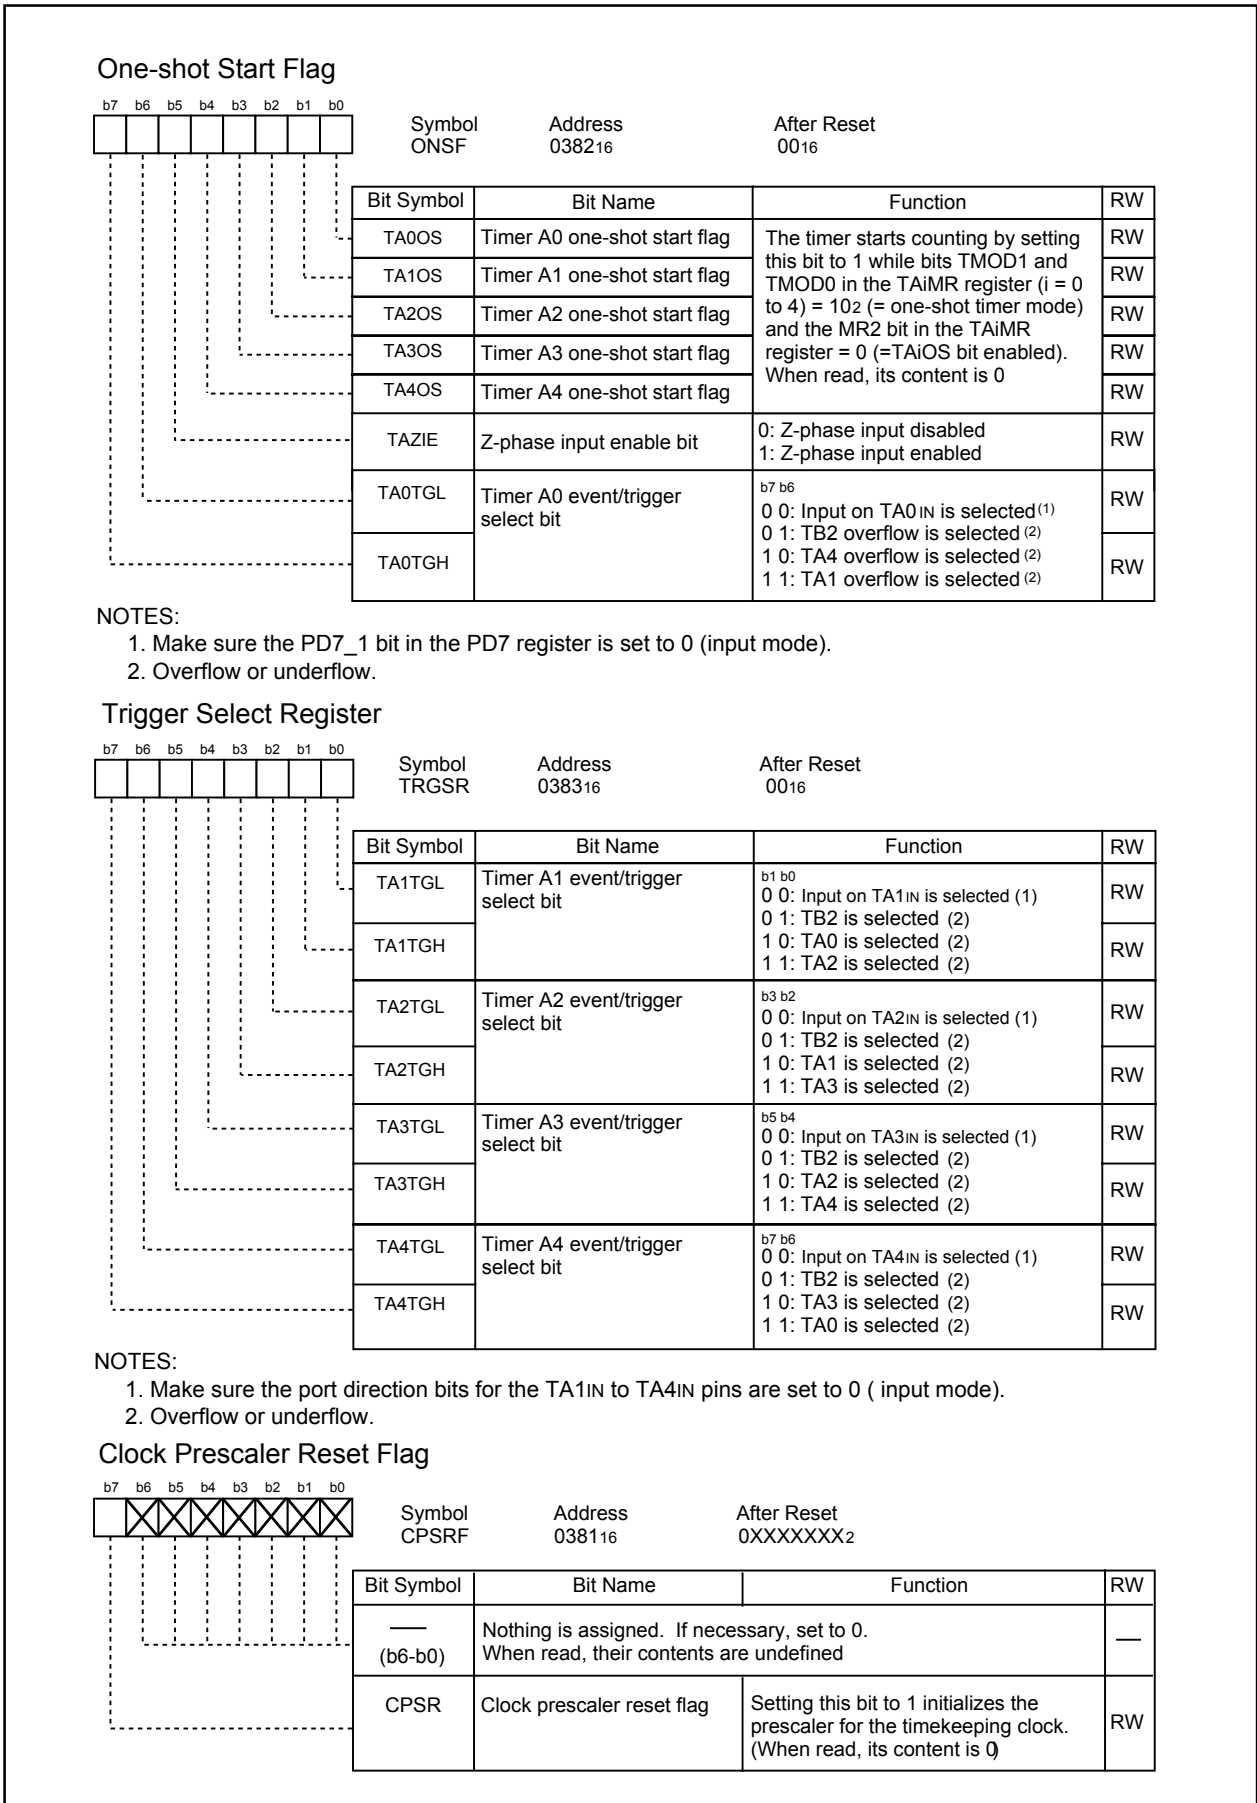 One-shot Start Flag
b7 b6 b5 b4 b3 b2 b1 b0
Symbol Address After Reset
ONSF 038216 0016
Bit Symbol Bit Name Function RW
TA0OS Timer A0 one-shot start flag RW
TA1OS Timer A1 one-shot start flag RW
TA2OS Timer A2 one-shot start flag RW
TA3OS Timer A3 one-shot start flag RW
TA4OS Timer A4 one-shot start flag RW
The timer starts counting by setting
this bit to 1 while bits TMOD1 and
TMOD0 in the TAiMR register (i = 0
to 4) = 102 (= one-shot timer mode)
and the MR2 bit in the TAiMR
register = 0 (=TAiOS bit enabled).
When read, its content is 0
TAZIE Z-phase input enable bit RW
0: Z-phase input disabled
1: Z-phase input enabled
TA0TGL Timer A0 event/trigger RW
select bit
TA0TGH RW
b7 b6
0 0: Input on TA0IN is selected (1)
0 1: TB2 overflow is selected (2)
1 0: TA4 overflow is selected (2)
1 1: TA1 overflow is selected (2)
NOTES:
1. Make sure the PD7_1 bit in the PD7 register is set to 0 (input mode).
2. Overflow or underflow.
Trigger Select Register
b7 b6 b5 b4 b3 b2 b1 b0
Symbol Address After Reset
TRGSR 038316 0016
Bit Symbol Bit Name Function RW
TA1TGL Timer A1 event/trigger RW
select bit
TA1TGH RW
b1 b0
0 0: Input on TA1IN is selected (1)
0 1: TB2 is selected (2)
1 0: TA0 is selected (2)
1 1: TA2 is selected (2)
TA2TGL Timer A2 event/trigger RW
select bit
TA2TGH RW
b3 b2
0 0: Input on TA2IN is selected (1)
0 1: TB2 is selected (2)
1 0: TA1 is selected (2)
1 1: TA3 is selected (2)
TA3TGL Timer A3 event/trigger RW
select bit
TA3TGH RW
b5 b4
0 0: Input on TA3IN is selected (1)
0 1: TB2 is selected (2)
1 0: TA2 is selected (2)
1 1: TA4 is selected (2)
TA4TGL Timer A4 event/trigger RW
select bit
TA4TGH RW
b7 b6
0 0: Input on TA4IN is selected (1)
0 1: TB2 is selected (2)
1 0: TA3 is selected (2)
1 1: TA0 is selected (2)
NOTES:
1. Make sure the port direction bits for the TA1IN to TA4IN pins are set to 0 ( input mode).
2. Overflow or underflow.
Clock Prescaler Reset Flag
b7 b6 b5 b4 b3 b2 b1 b0
Symbol Address After Reset
CPSRF 038116 0XXXXXXX2
Bit Symbol Bit Name Function RW
—
(b6-b0)
Nothing is assigned. If necessary, set to 0.
When read, their contents are undefined
—
CPSR Clock prescaler reset flag RW
Setting this bit to 1 initializes the
prescaler for the timekeeping clock.
(When read, its content is 0)